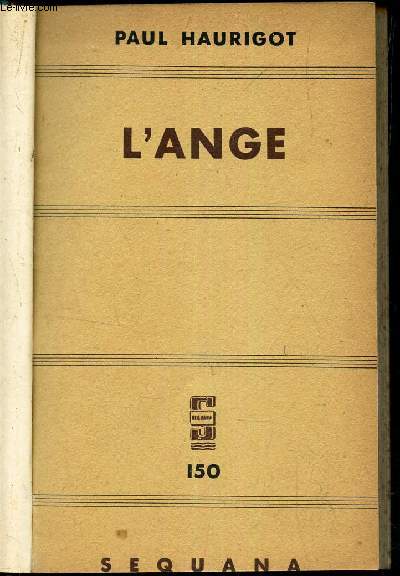 Le-livre.com
PAUL HAURIGOT
L'ANGE
150
SEQUANA